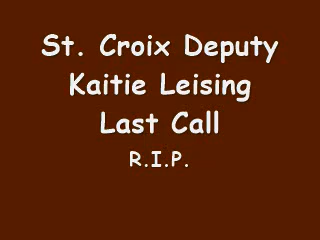 St. Croix Deputy
Kaitie Leising
Last Call
R.I.P.